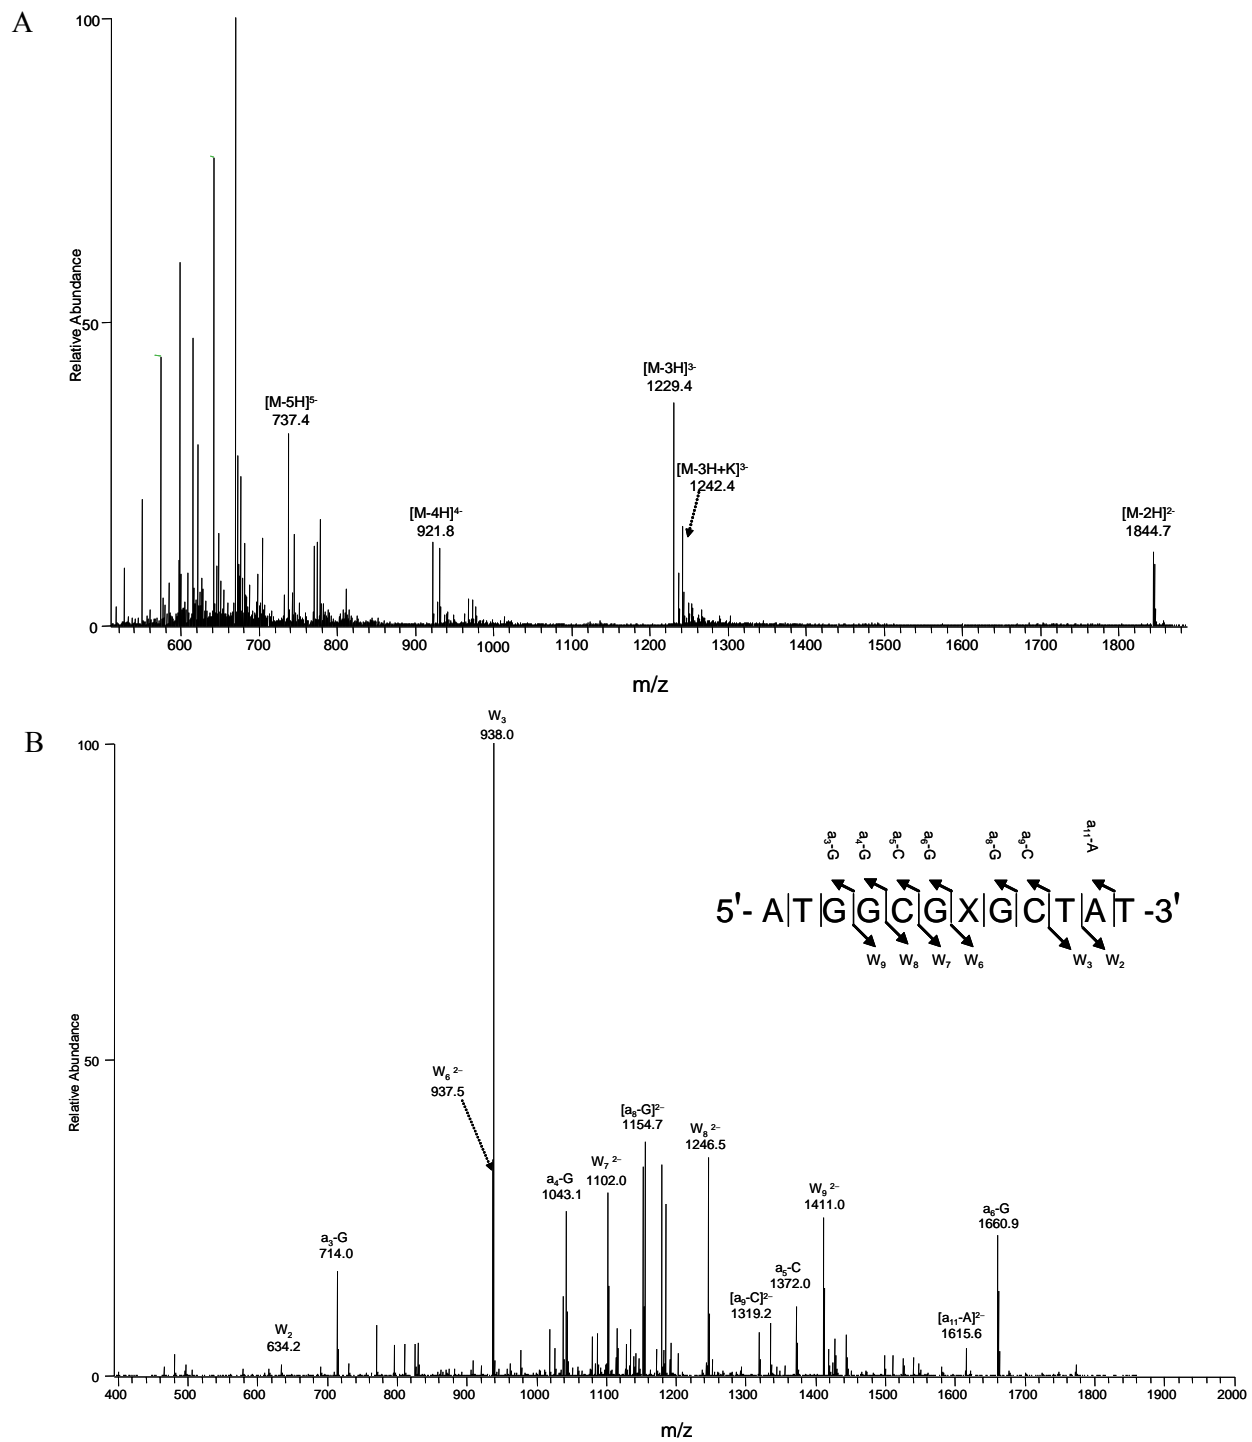 A
100
[M-3H]3-
1229.4
[M-5H]5-
737.4
[M-3H+K]3-
1242.4
[M-4H]4-
921.8
[M-2H]2-
1844.7
Relative Abundance
50
0
600 700 800 900 1000 1100 1200 1300 1400 1500 1600 1700 1800
m/z
B
W3
938.0
100
a3-G a4-G a5-C a6-G a8-G a9-C a11-A
5'- A|T|G|G|C|G|X|G|C|T|A|T -3'
W9 W8 W7 W6 W3 W2
Relative Abundance
50
W6 2–
937.5
[a8-G]2–
1154.7
W8 2–
1246.5
a4-G
1043.1
W7 2–
1102.0
W9 2–
1411.0
a6-G
1660.9
a3-G
714.0
a5-C
1372.0
[a9-C]2–
1319.2
[a11-A]2–
1615.6
W2
634.2
0
400 500 600 700 800 900 1000 1100 1200 1300 1400 1500 1600 1700 1800 1900 2000
m/z